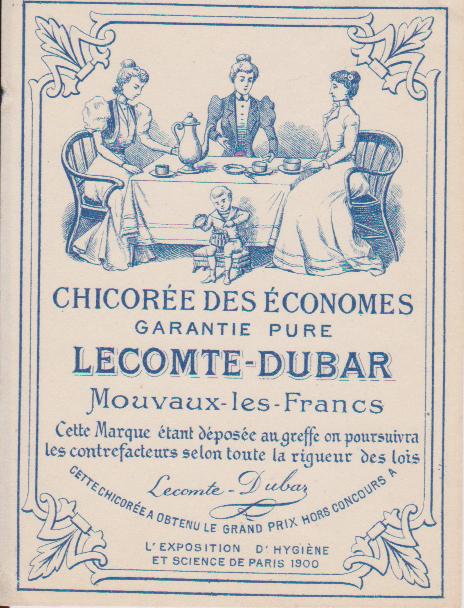 CHICORÉE DES ÉCONOMES
GARANTIE PURE
LECOMTE-DUBAR
Mouvaux-les-Francs
Cette Marque étant déposée au greffe on poursuivra
les contrefacteurs selon toute la rigueur des lois
Lecomte-Dubar
CETTE CHICORÉE A OBTENU LE GRAND PRIX HORS CONCOURS A
L'EXPOSITION D'HYGIÈNE
ET SCIENCE DE PARIS 1900